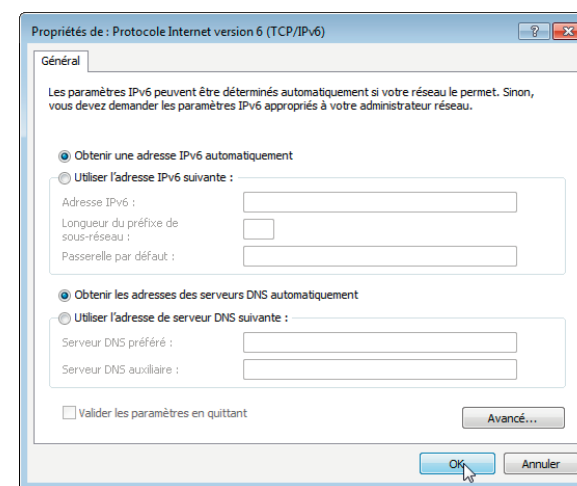 Propriétés de : Protocole Internet version 6 (TCP/IPv6)
Général
Les paramètres IPv6 peuvent être déterminés automatiquement si votre réseau le permet. Sinon,
vous devez demander les paramètres IPv6 appropriés à votre administrateur réseau.
Obtenir une adresse IPv6 automatiquement
Utiliser l'adresse IPv6 suivante :
Adresse IPv6 :
Longueur du préfixe de
sous-réseau :
Passerelle par défaut :
Obtenir les adresses des serveurs DNS automatiquement
Utiliser l'adresse de serveur DNS suivante :
Serveur DNS préféré :
Serveur DNS auxiliaire :
Valider les paramètres en quittant
Avancé...
OK
Annuler